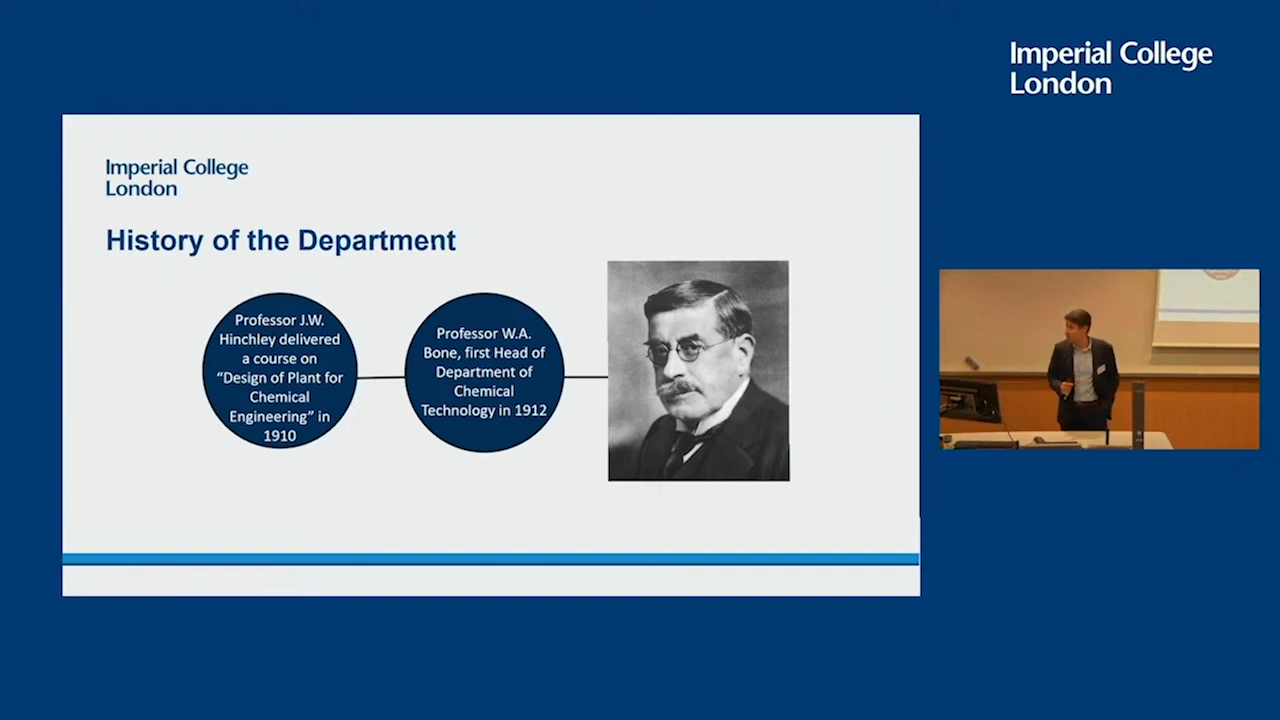 Imperial College
London
Imperial College
London
History of the Department
Professor J.W.
Hinchley delivered
a course on
“Design of Plant for
Chemical
Engineering” in
1910
Professor W.A.
Bone, first Head of
Department of
Chemical
Technology in 1912